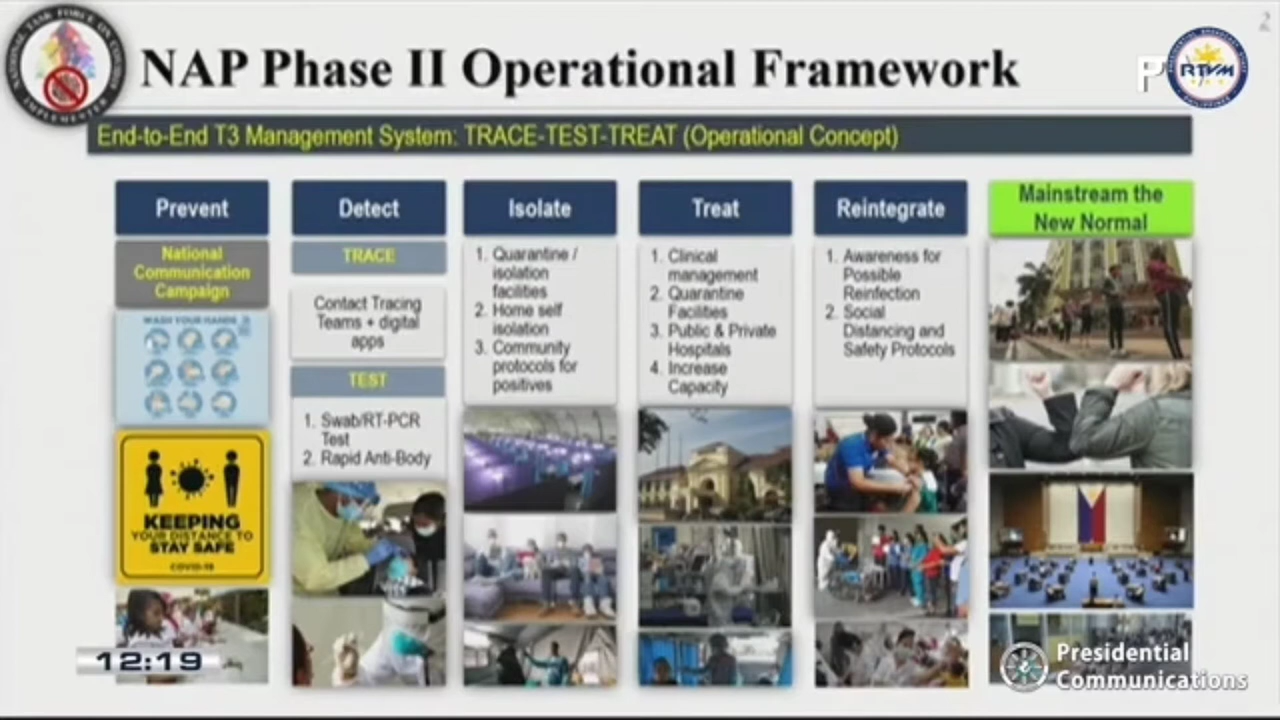 2
NAP Phase II Operational Framework
P
RTVM
End-to-End T3 Management System: TRACE-TEST-TREAT (Operational Concept)
Prevent
National
Communication
Campaign
WASH YOUR HANDS
KEEPING
YOUR DISTANCE TO
STAY SAFE
COVID-19
Detect
TRACE
Contact Tracing
Teams + digital
apps
TEST
1. Swab/RT-PCR
Test
2. Rapid Anti-Body
Isolate
1. Quarantine /
isolation
facilities
2. Home self
isolation
3. Community
protocols for
positives
Treat
1. Clinical
management
2. Quarantine
Facilities
3. Public & Private
Hospitals
4. Increase
Capacity
Reintegrate
1. Awareness for
Possible
Reinfection
2. Social
Distancing and
Safety Protocols
Mainstream the
New Normal
12:19
Presidential
Communications